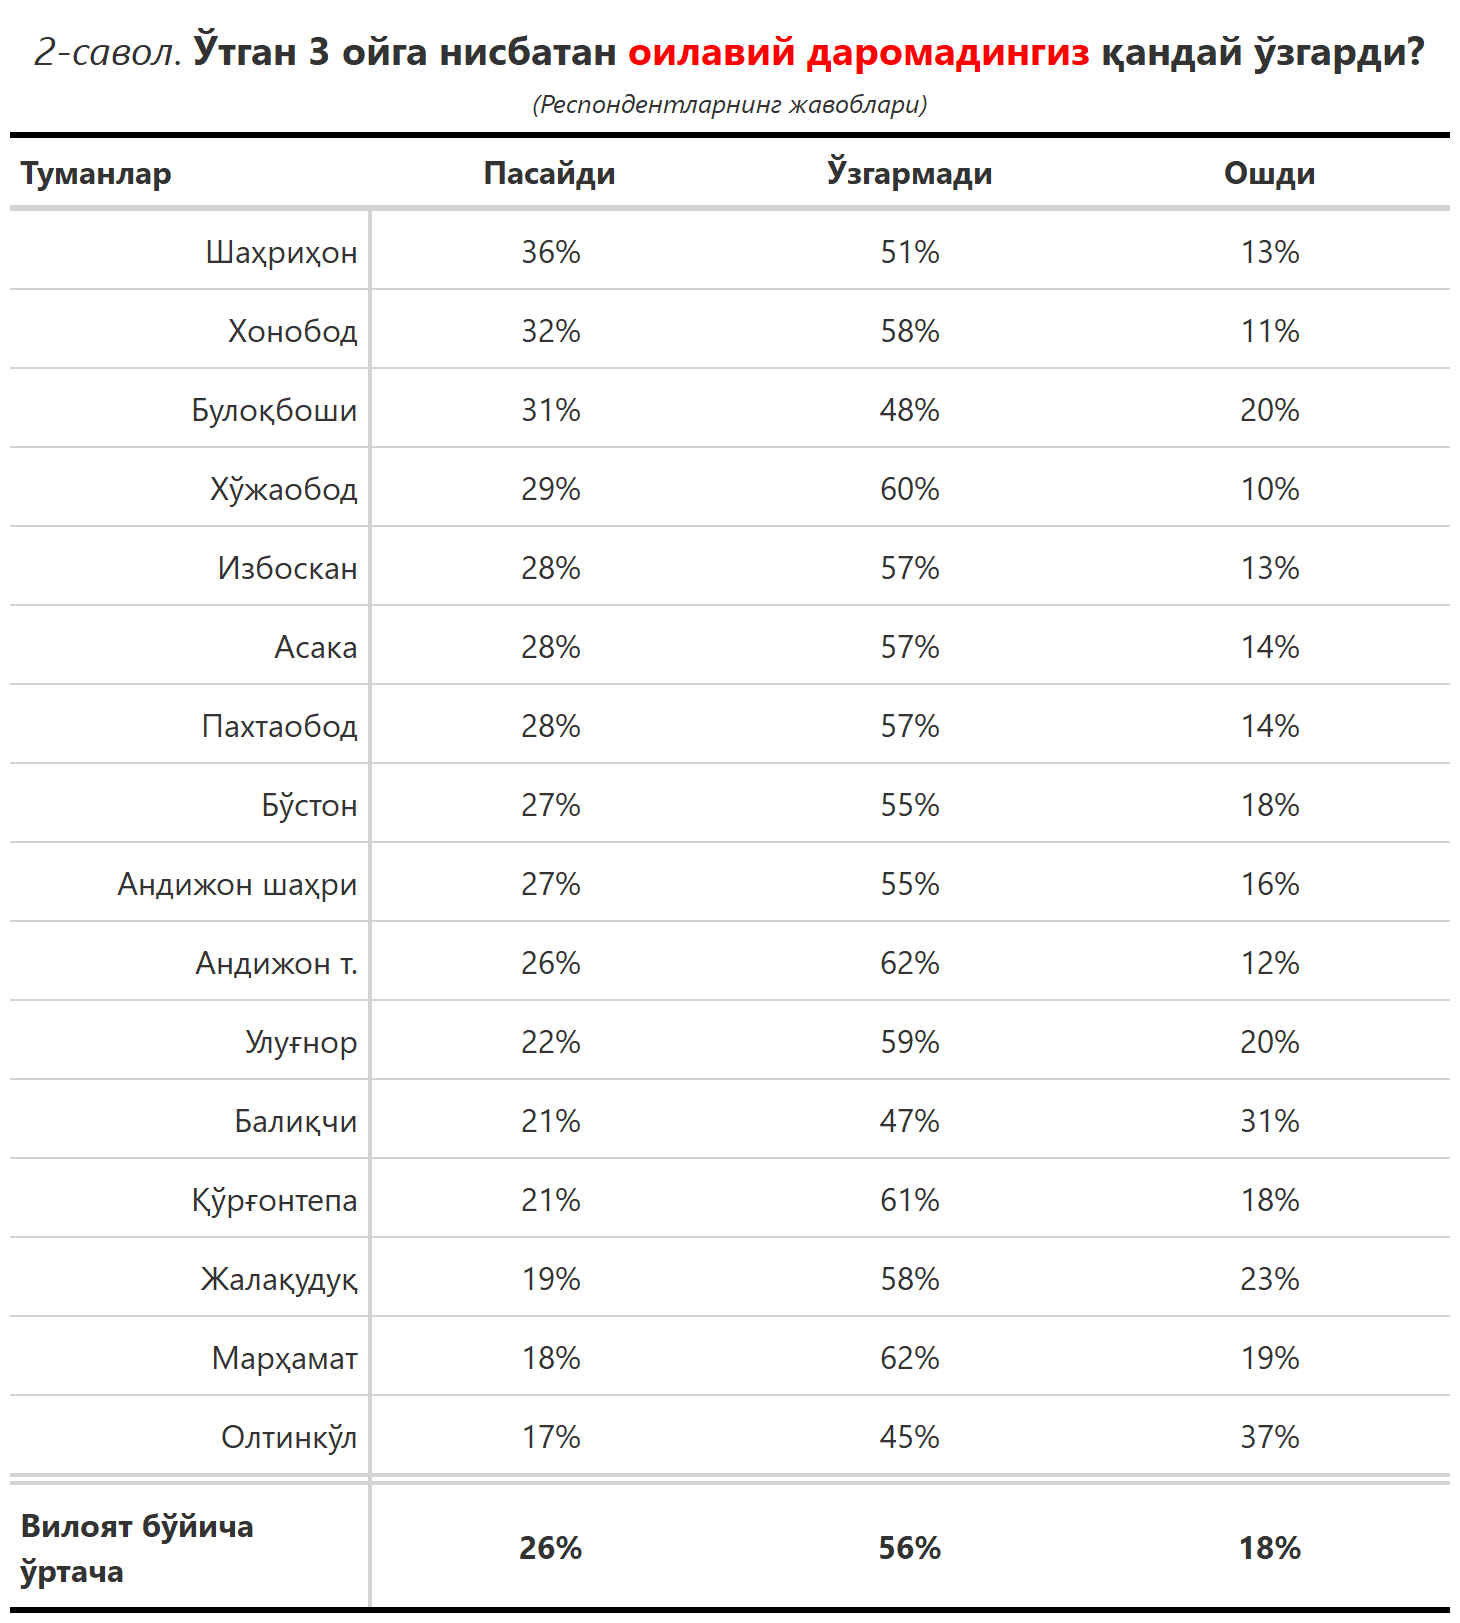 2-савол. Ўтган 3 ойга нисбатан оилавий даромадингиз қандай ўзгарди?
(Респондентларнинг жавоблари)
Туманлар Пасайди Ўзгармади Ошди
Шаҳриҳон 36% 51% 13%
Хонобод 32% 58% 11%
Булоқбоши 31% 48% 20%
Хўжаобод 29% 60% 10%
Избоскан 28% 57% 13%
Асака 28% 57% 14%
Пахтаобод 28% 57% 14%
Бўстон 27% 55% 18%
Андижон шаҳри 27% 55% 16%
Андижон т. 26% 62% 12%
Улуғнор 22% 59% 20%
Балиқчи 21% 47% 31%
Қўрғонтепа 21% 61% 18%
Жалақудуқ 19% 58% 23%
Марҳамат 18% 62% 19%
Олтинкўл 17% 45% 37%
Вилоят бўйича
ўртача 26% 56% 18%